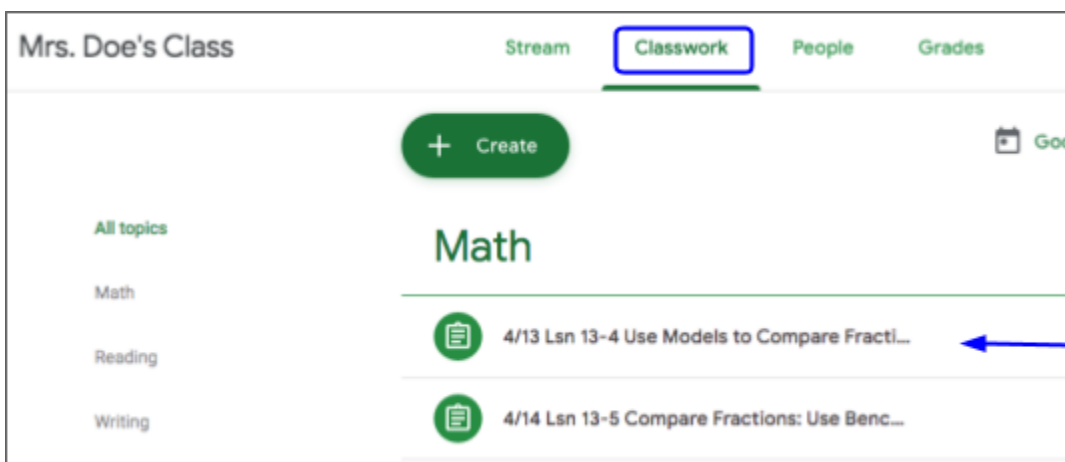 Mrs. Doe's Class
Stream Classwork People Grades
+ Create
All topics
Math
Reading
Writing
Math
4/13 Lsn 13-4 Use Models to Compare Fracti...
4/14 Lsn 13-5 Compare Fractions: Use Benc...